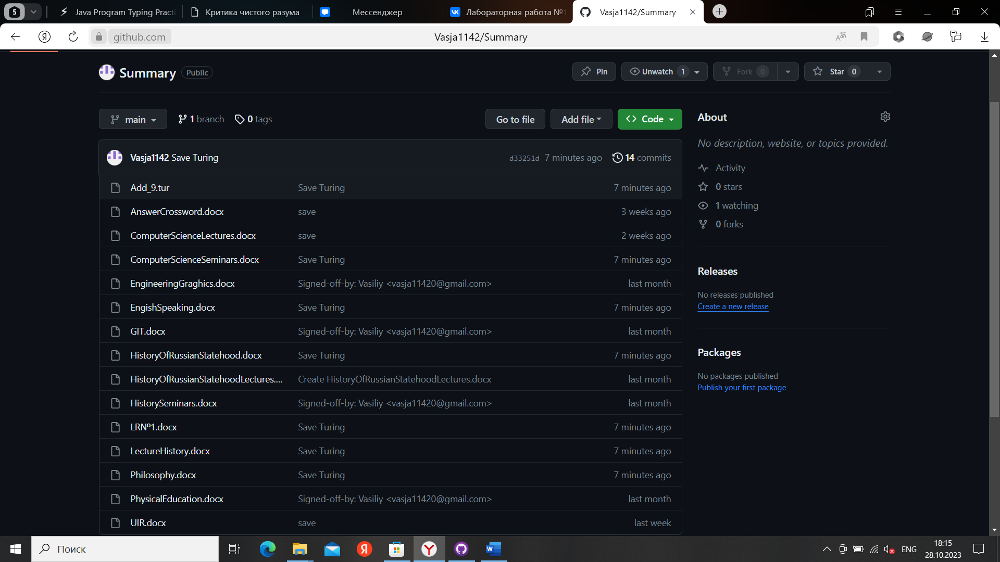 5
Java Program Typing Practi
Критика чистого разума
Мессенджер
Лабораторная работа №1
Vasja1142/Summary
github.com
Vasja1142/Summary
Summary
Public
Pin
Unwatch 1
Fork 0
Star 0
main
1 branch
0 tags
Go to file
Add file
Code
Vasja1142 Save Turing
d33251d 7 minutes ago
14 commits
Add_9.tur Save Turing 7 minutes ago
AnswerCrossword.docx save 3 weeks ago
ComputerScienceLectures.docx save 2 weeks ago
ComputerScienceSeminars.docx Save Turing 7 minutes ago
EngineeringGraghics.docx Signed-off-by: Vasiliy <vasja11420@gmail.com> last month
EngishSpeaking.docx Save Turing 7 minutes ago
GIT.docx Signed-off-by: Vasiliy <vasja11420@gmail.com> last month
HistoryOfRussianStatehood.docx Save Turing 7 minutes ago
HistoryOfRussianStatehoodLectures.... Create HistoryOfRussianStatehoodLectures.docx last month
HistorySeminars.docx Signed-off-by: Vasiliy <vasja11420@gmail.com> last month
LR№1.docx Save Turing 7 minutes ago
LectureHistory.docx Save Turing 7 minutes ago
Philosophy.docx Save Turing 7 minutes ago
PhysicalEducation.docx Signed-off-by: Vasiliy <vasja11420@gmail.com> last month
UIR.docx save last week
About
No description, website, or topics provided.
Activity
0 stars
1 watching
0 forks
Releases
No releases published
Create a new release
Packages
No packages published
Publish your first package
Поиск
ENG
18:15
28.10.2023